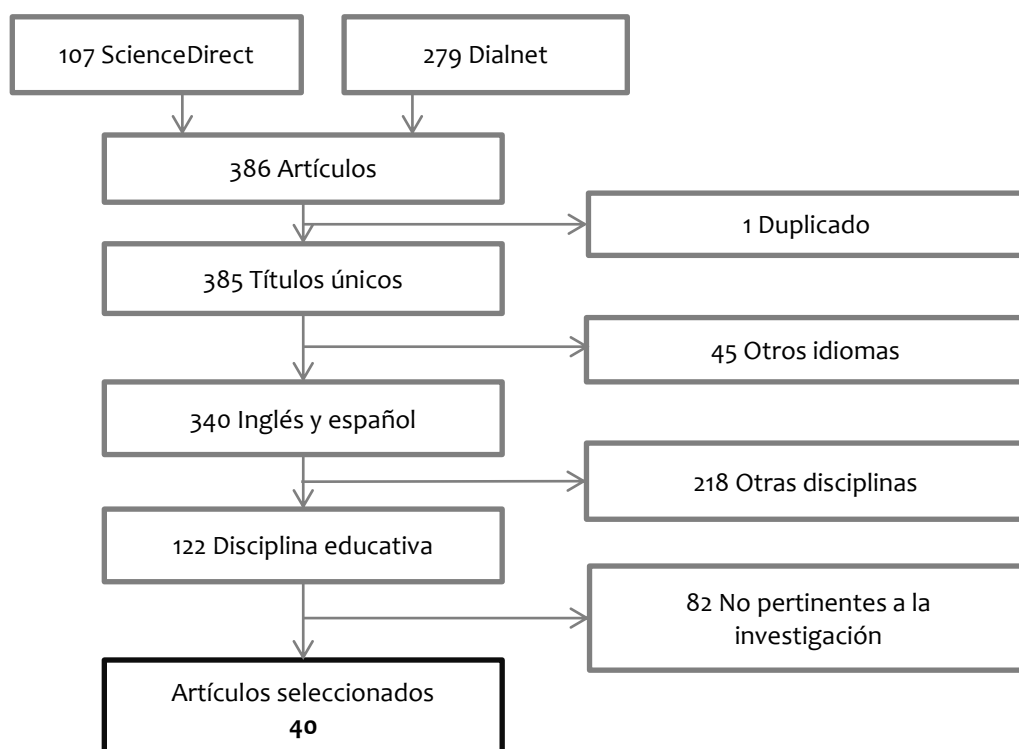 107 ScienceDirect
279 Dialnet
386 Artículos
1 Duplicado
385 Títulos únicos
45 Otros idiomas
340 Inglés y español
218 Otras disciplinas
122 Disciplina educativa
82 No pertinentes a la
investigación
Artículos seleccionados
40